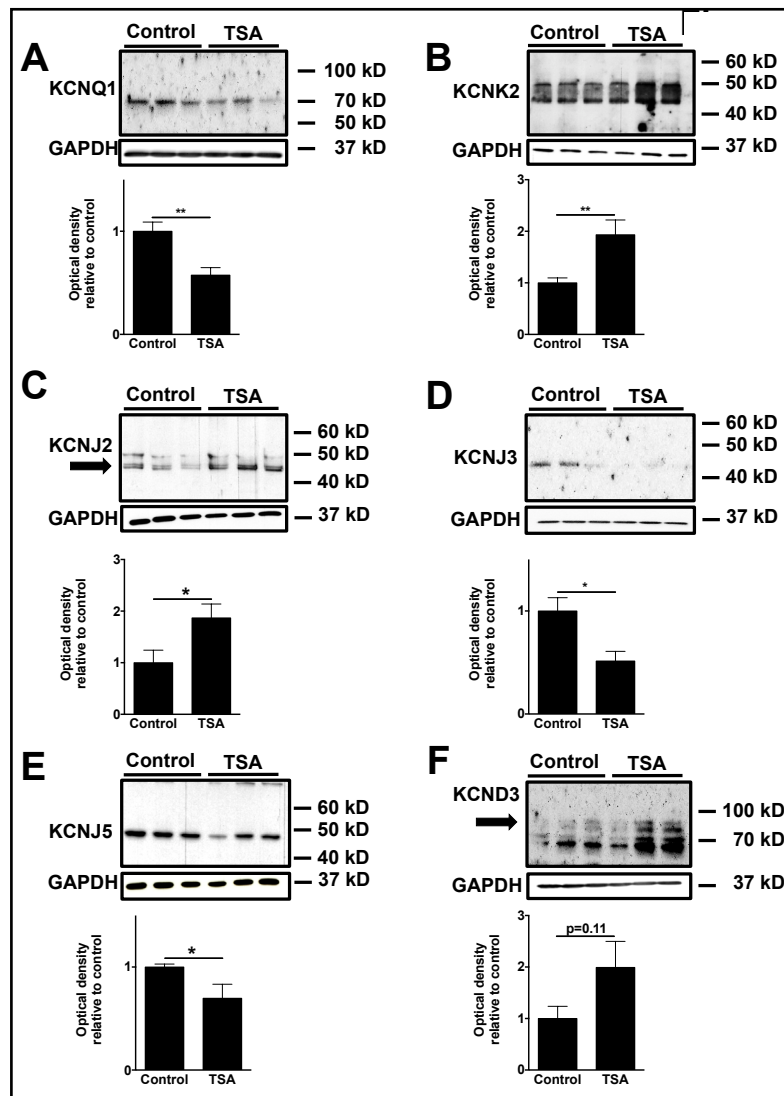 A
Control TSA
KCNQ1
100 kD
70 kD
50 kD
GAPDH
37 kD
Optical density
relative to control
1
0
**
Control TSA
B
Control TSA
KCNK2
60 kD
50 kD
40 kD
GAPDH
37 kD
Optical density
relative to control
3
2
1
0
**
Control TSA
C
Control TSA
KCNJ2
60 kD
50 kD
40 kD
GAPDH
37 kD
Optical density
relative to control
3
2
1
0
*
Control TSA
D
Control TSA
KCNJ3
60 kD
50 kD
40 kD
GAPDH
37 kD
Optical density
relative to control
1
0
*
Control TSA
E
Control TSA
KCNJ5
60 kD
50 kD
40 kD
GAPDH
37 kD
Optical density
relative to control
1
0
*
Control TSA
F
Control TSA
KCND3
100 kD
70 kD
GAPDH
37 kD
Optical density
relative to control
3
2
1
0
p=0.11
Control TSA